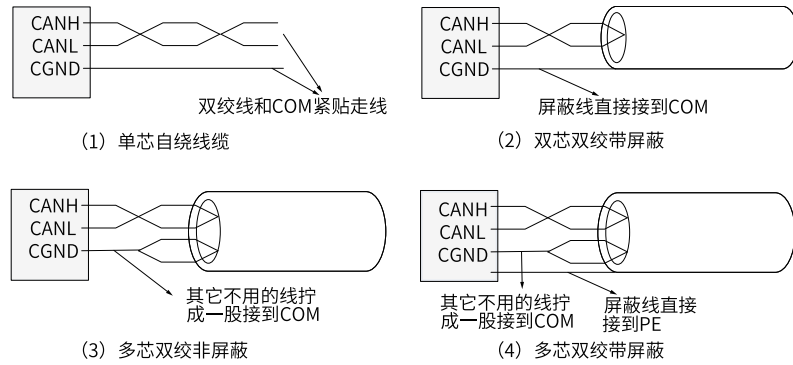 CANH
CANL
CGND
双绞线和COM紧贴走线
（1）单芯自绕线缆
CANH
CANL
CGND
屏蔽线直接接到COM
（2）双芯双绞带屏蔽
CANH
CANL
CGND
其它不用的线拧
成一股接到COM
（3）多芯双绞非屏蔽
CANH
CANL
CGND
其它不用的线拧
成一股接到COM
屏蔽线直接
接到PE
（4）多芯双绞带屏蔽